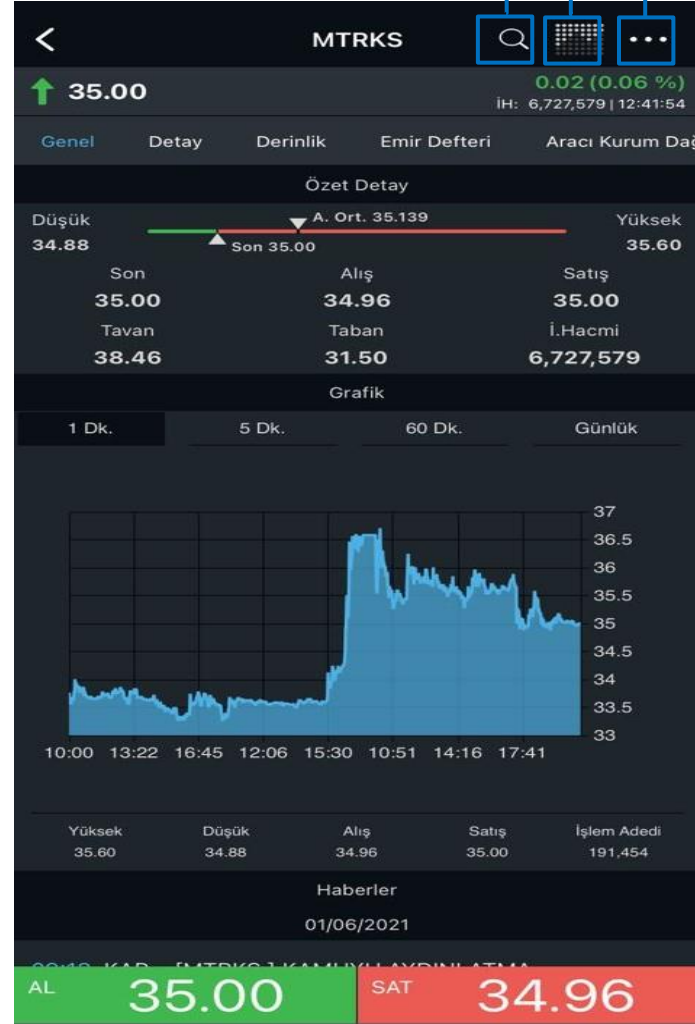 MTRKS
35.00
0.02 (0.06 %)
İH: 6,727,579 | 12:41:54
Genel Detay Derinlik Emir Defteri Aracı Kurum Dağ
Özet Detay
Düşük A. Ort. 35.139 Yüksek
34.88 Son 35.00 35.60
Son Alış Satış
35.00 34.96 35.00
Tavan Taban İ.Hacmi
38.46 31.50 6,727,579
Grafik
1 Dk. 5 Dk. 60 Dk. Günlük
37
36.5
36
35.5
35
34.5
34
33.5
33
10:00 13:22 16:45 12:06 15:30 10:51 14:16 17:41
Yüksek Düşük Alış Satış İşlem Adedi
35.60 34.88 34.96 35.00 191,454
Haberler
01/06/2021
AL 35.00 SAT 34.96